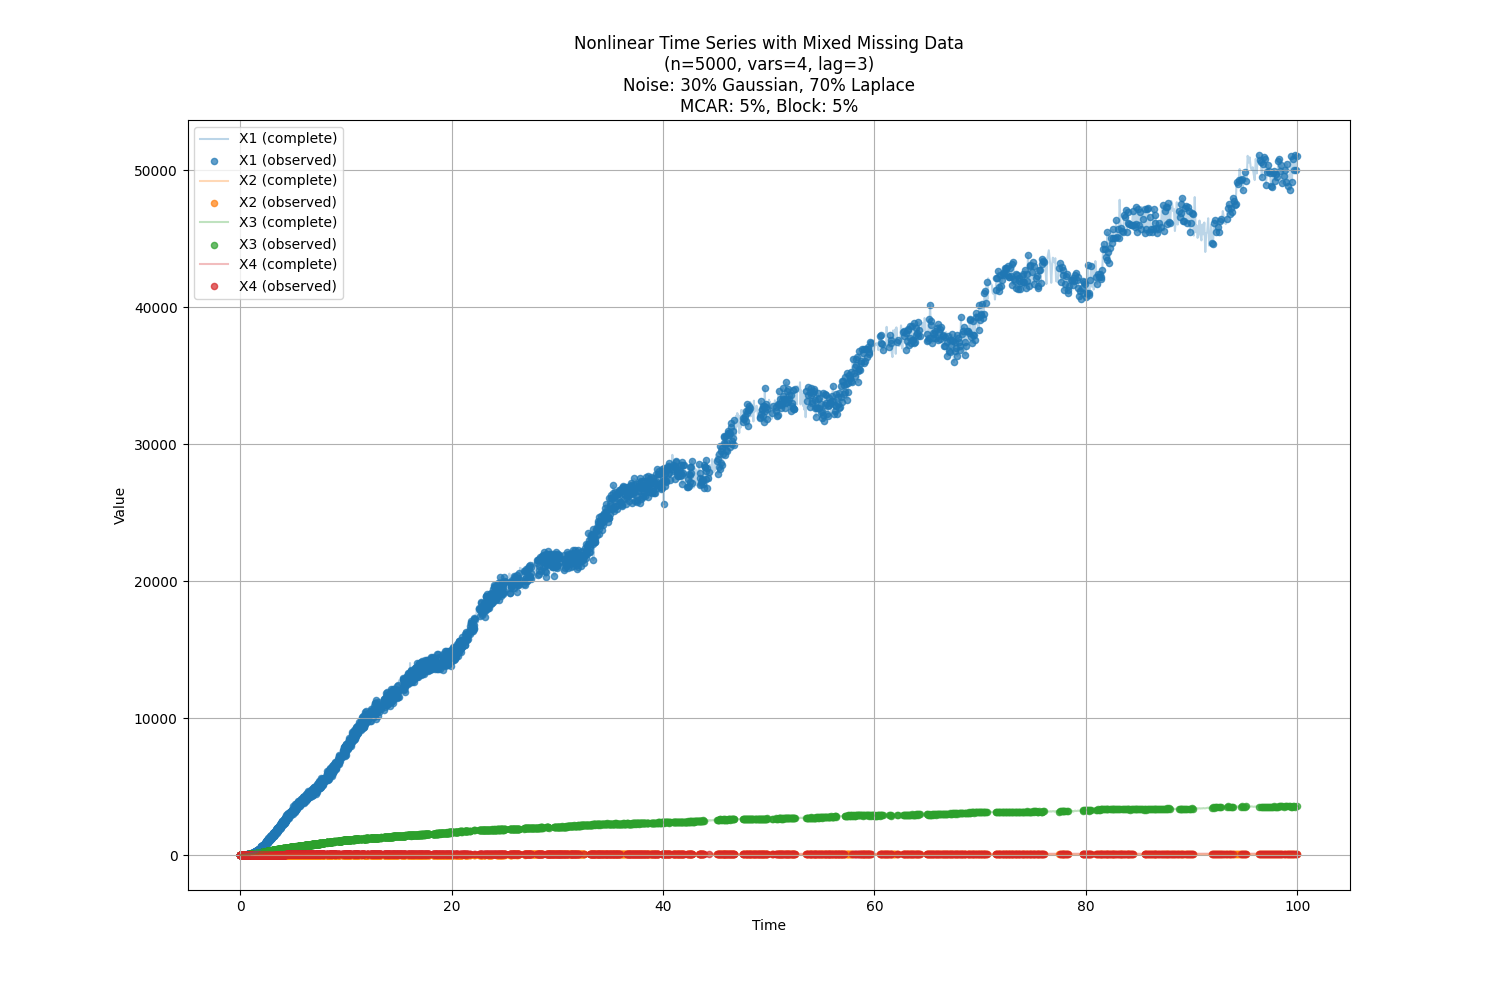 Nonlinear Time Series with Mixed Missing Data
(n=5000, vars=4, lag=3)
Noise: 30% Gaussian, 70% Laplace
MCAR: 5%, Block: 5%
X1 (complete)
X1 (observed)
X2 (complete)
X2 (observed)
X3 (complete)
X3 (observed)
X4 (complete)
X4 (observed)
50000
40000
30000
20000
10000
0
Value
0 20 40 60 80 100
Time